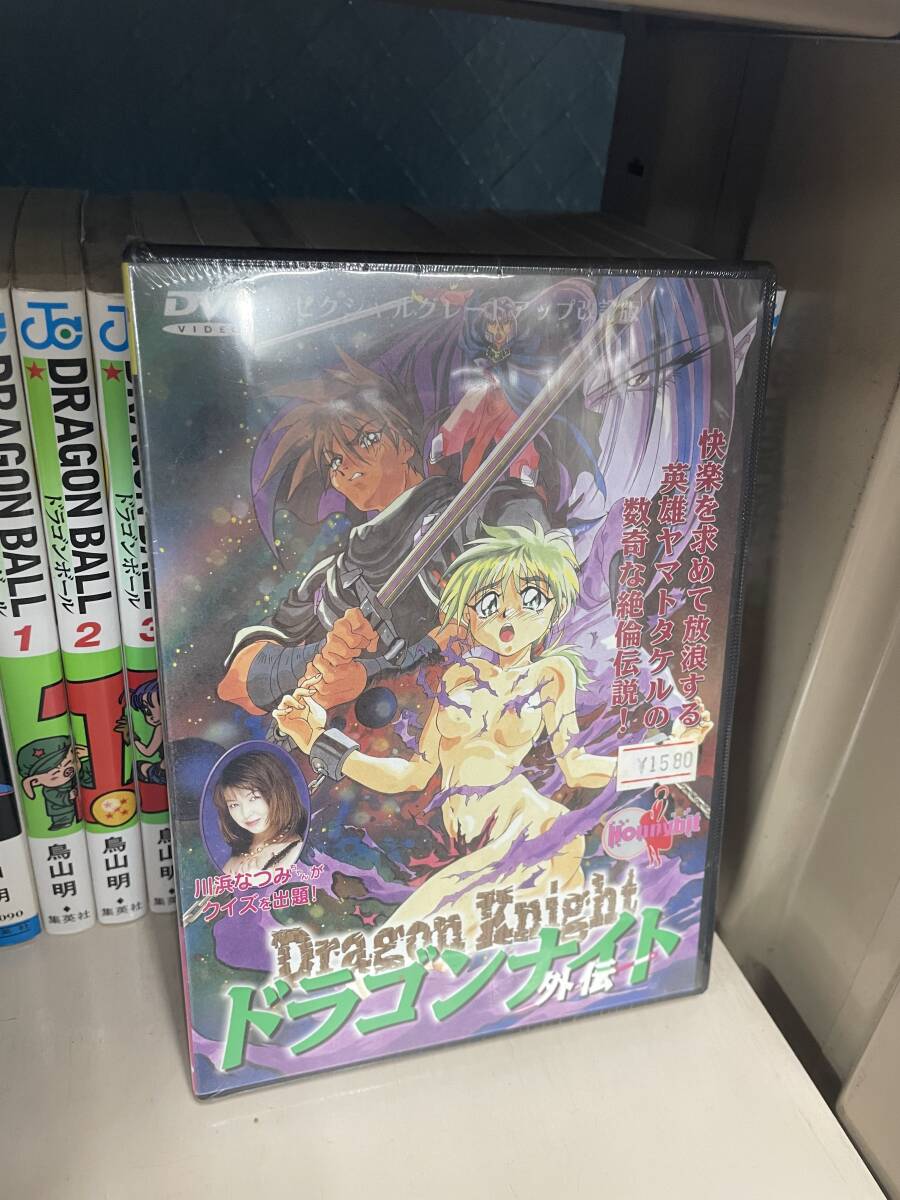 DVD
VIDEO
ピクシャルグレードアップ改訂版
快楽を求めて放浪する
英雄ヤマトタケルの
数奇な絶倫伝説!
¥1580
Honnybit
川浜なつみさんが
クイズを出題!
Dragon Knight
ドラゴンナイト
外伝
DRAGON BALL
1
DRAGON BALL
ドラゴンボール
2
鳥山明
集英社
ドラゴンボール
3
鳥山明
集英社
090